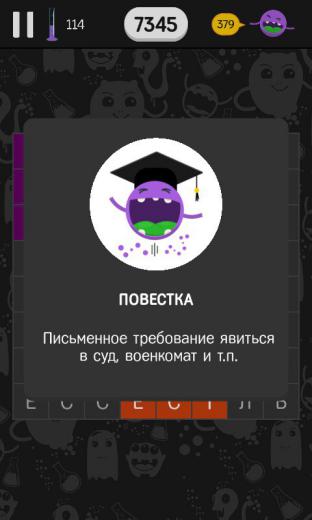 114
7345
379
ПОВЕСТКА
Письменное требование явиться
в суд, военкомат и т.п.
Е С С Е С Т Л Ь